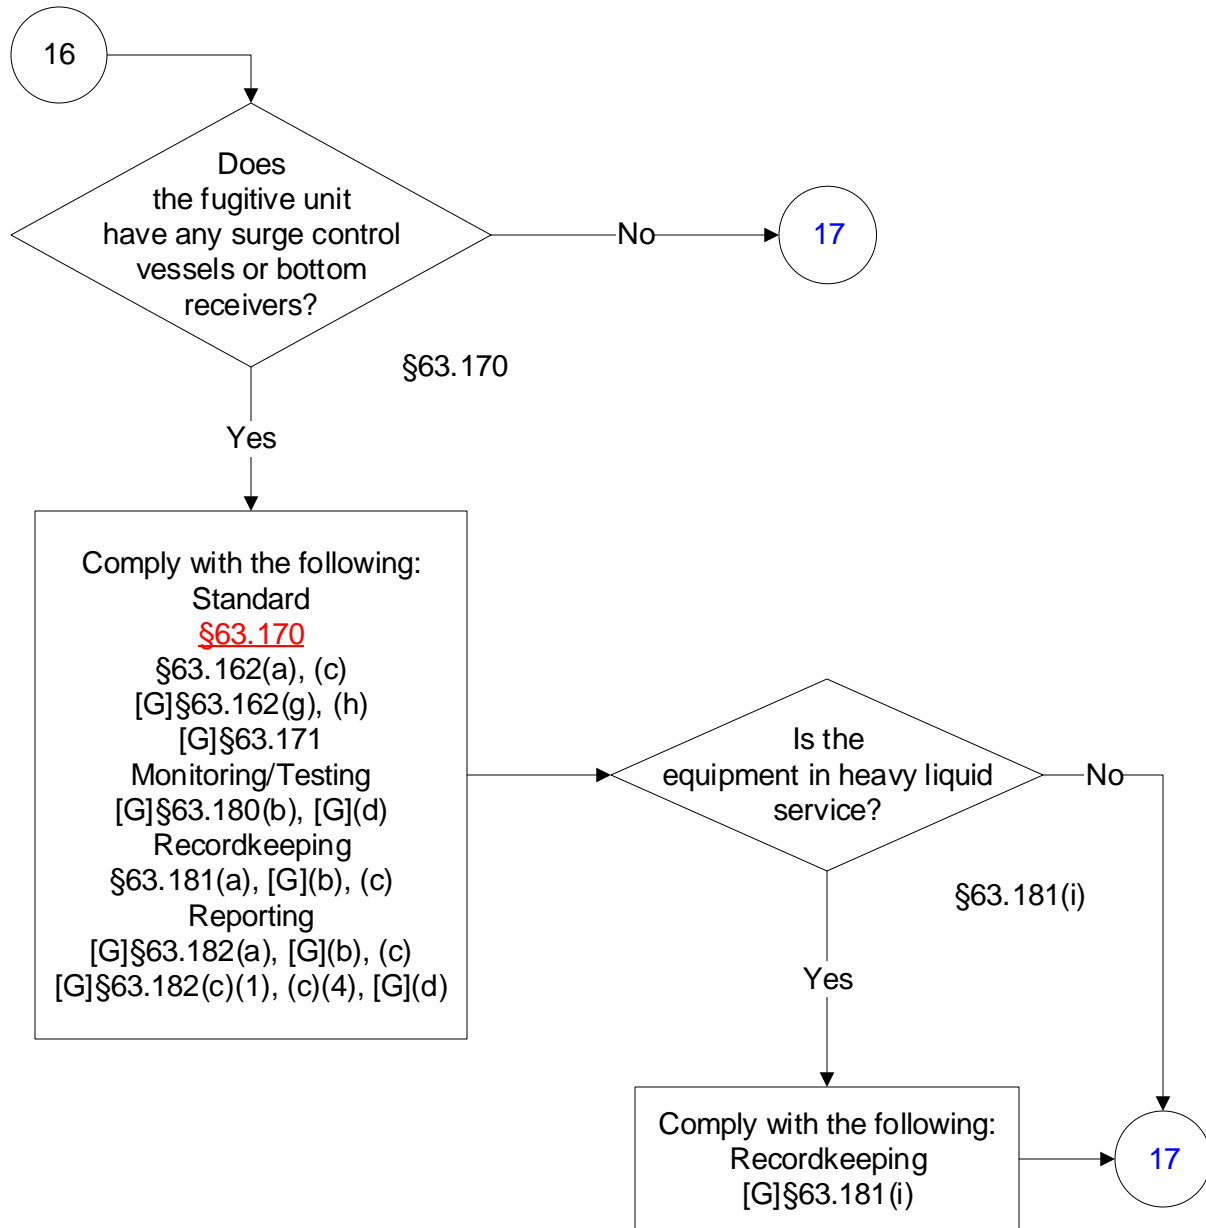 16
Does
the fugitive unit
have any surge control
vessels or bottom
receivers?
No
17
§63.170
Yes
Comply with the following:
Standard
§63.170
§63.162(a), (c)
[G]§63.162(g), (h)
[G]§63.171
Monitoring/Testing
[G]§63.180(b), [G](d)
Recordkeeping
§63.181(a), [G](b), (c)
Reporting
[G]§63.182(a), [G](b), (c)
[G]§63.182(c)(1), (c)(4), [G](d)
Is the
equipment in heavy liquid
service?
No
§63.181(i)
Yes
Comply with the following:
Recordkeeping
[G]§63.181(i)
17